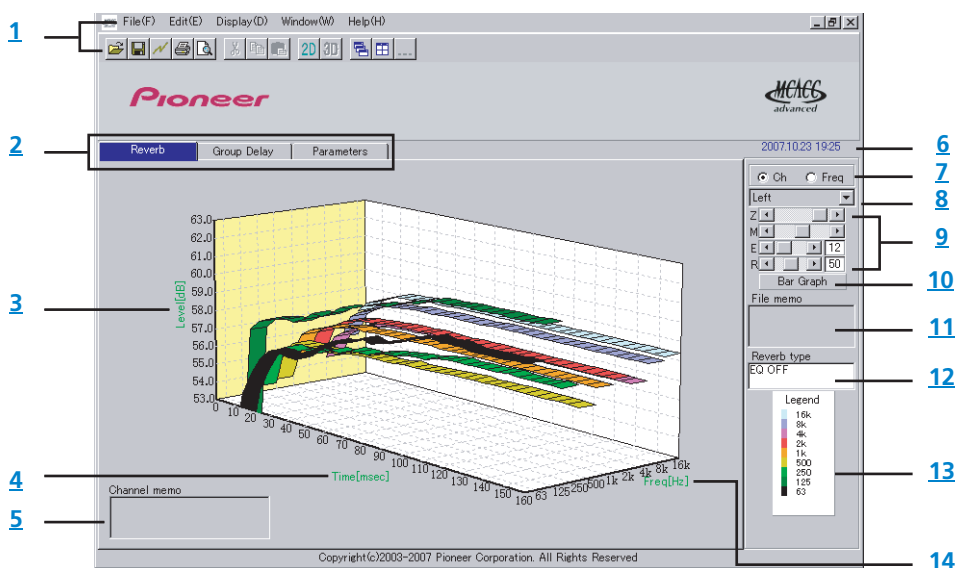 File(F) Edit(E) Display(D) Window(W) Help(H)
1
2D 3D
Pioneer
MCACC
advanced
2
Reverb Group Delay Parameters
2007.10.23 19:25
6
Ch Freq
7
Left
8
Z
M
E 12
R 50
9
Bar Graph
10
File memo
11
Reverb type
EQ OFF
12
Legend
16k
8k
4k
2k
1k
500
250
125
63
13
3
Level[dB]
63.0
62.0
61.0
60.0
59.0
58.0
57.0
56.0
55.0
54.0
53.0
0 10 20 30 40 50 60 70 80 90 100 110 120 130 140 150 160
63 125 250 500 1k 2k 4k 8k 16k
4
Time[msec]
Freq[Hz]
14
5
Channel memo
Copyright(c)2003-2007 Pioneer Corporation. All Rights Reserved